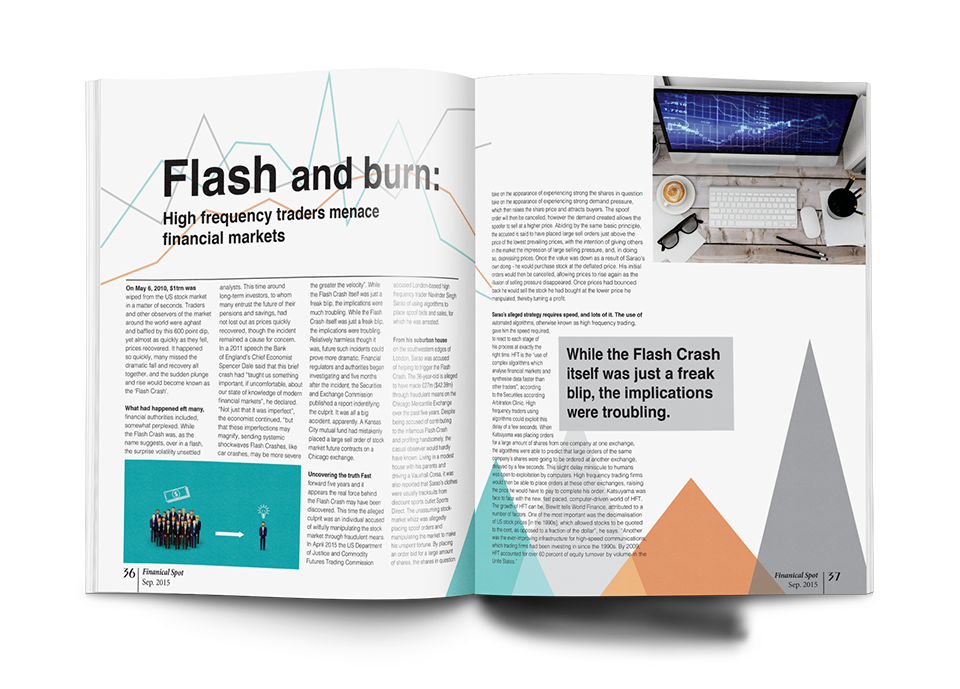 Flash and burn:
High frequency traders menace
financial markets
On May 6, 2010, $1trn was
wiped from the US stock market
in a matter of seconds. Traders
and other observers of the market
around the world were aghast
and baffled by this 600 point dip,
yet almost as quickly as they fell,
prices recovered. It happened
so quickly, many missed the
dramatic fall and recovery all
together, and the sudden plunge
and rise would become known as
the 'Flash Crash'.
What had happened eft many,
financial authorities included,
somewhat perplexed. While
the Flash Crash was, as the
name suggests, over in a flash,
the surprise volatility unsettled
analysts. This time around
long-term investors, to whom
many entrust the future of their
pensions and savings, had
not lost out as prices quickly
recovered, though the incident
remained a cause for concern.
In a 2011 speech the Bank
of England's Chief Economist
Spencer Dale said that this brief
crash had "taught us something
important, if uncomfortable, about
our state of knowledge of modern
financial markets", he declared.
"Not just that it was imperfect",
the economist continued, "but
that these imperfections may
magnify, sending systemic
shockwaves Flash Crashes, like
car crashes, may be more severe
the greater the velocity". While
the Flash Crash itself was just a
freak blip, the implications were
much troubling. While the Flash
Crash itself was just a freak blip,
the implications were troubling.
Relatively harmless though it
was, future such incidents could
prove more dramatic. Financial
regulators and authorities began
investigating and five months
after the incident, the Securities
and Exchange Commission
published a report indentifying
the culprit. It was all a big
accident, apparently. A Kansas
City mutual fund had mistakenly
placed a large sell order of stock
market future contracts on a
Chicago exchange.
Uncovering the truth Fast
forward five years and it
appears the real force behind
the Flash Crash may have been
discovered. This time the alleged
culprit was an individual accused
of wilfully manipulating the stock
market through fraudulent means.
In April 2015 the US Department
of Justice and Commodity
Futures Trading Commission
accused London-based high
frequency trader Navinder Singh
Sarao of using algorithms to
place spoof bids and sales, for
which he was arrested.
From his suburban house
on the southwestern edges of
London, Sarao was accused
of helping to trigger the Flash
Crash. The 36-year-old is alleged
to have made £27m ($42.39m)
through fraudulent means on the
Chicago Mercantile Exchange
over the past five years. Despite
being accused of contributing
to the infamous Flash Crash
and profiting handsomely, the
casual observer would hardly
have known. Living in a modest
house with his parents and
driving a Vauxhall Corsa, it was
also reported that Sarao's clothes
were usually tracksuits from
discount sports outlet Sports
Direct. The unassuming stock-
market whizz was allegedly
placing spoof orders and
manipulating the market to make
his unspent fortune. By placing
an order bid for a large amount
of shares, the shares in question
36
Finanical Spot
Sep. 2015
take on the appearance of experiencing strong the shares in question
take on the appearance of experiencing strong demand pressure,
which then raises the share price and attracts buyers. The spoof
order will then be cancelled, however the demand created allows the
spoofer to sell at a higher price. Abiding by the same basic principle,
the accused is said to have placed large sell orders just above the
price of the lowest prevailing prices, with the intention of giving others
in the market the impression of large selling pressure, and, in doing
so, depressing prices. Once the value was down as a result of Sarao's
own doing - he would purchase stock at the deflated price. His initial
orders would then be cancelled, allowing prices to rise again as the
illusion of selling pressure disappeared. Once prices had bounced
back he would sell the stock he had bought at the lower price he
manipulated, thereby turning a profit.
Sarao's alleged strategy requires speed, and lots of it. The use of
automated algorithms, otherwise known as high frequency trading,
gave him the speed required,
to react to each stage of
his process at exactly the
right time. HFT is the "use of
complex algorithms which
analyse financial markets and
synthesise data faster than
other traders", according
to the Securities according
Arbitration Clinic. High
frequency traders using
algorithms could exploit this
delay of a few seconds. When
Katsuyama was placing orders
for a large amount of shares from one company at one exchange,
the algorithms were able to predict that large orders of the same
company's shares were going to be ordered at another exchange,
delayed by a few seconds. This slight delay miniscule to humans
was open to exploitation by computers. High frequency trading firms
would then be able to place orders at these other exchanges, raising
the price he would have to pay to complete his order. Katsuyama was
face to face with the new, fast paced, computer-driven world of HFT.
The growth of HFT can be, Bewitt tells World Finance, attributed to a
number of factors. One of the most important was the decimalisation
of US stock prices [in the 1990s], which allowed stocks to be quoted
to the cent, as opposed to a fraction of the dollar", he says. "Another
was the ever-improving infrastructure for high-speed communications,
which trading firms had been investing in since the 1990s. By 2009,
HFT accounted for over 60 percent of equity turnover by volume in the
Unite States."
While the Flash Crash
itself was just a freak
blip, the implications
were troubling.
Finanical Spot
Sep. 2015
37